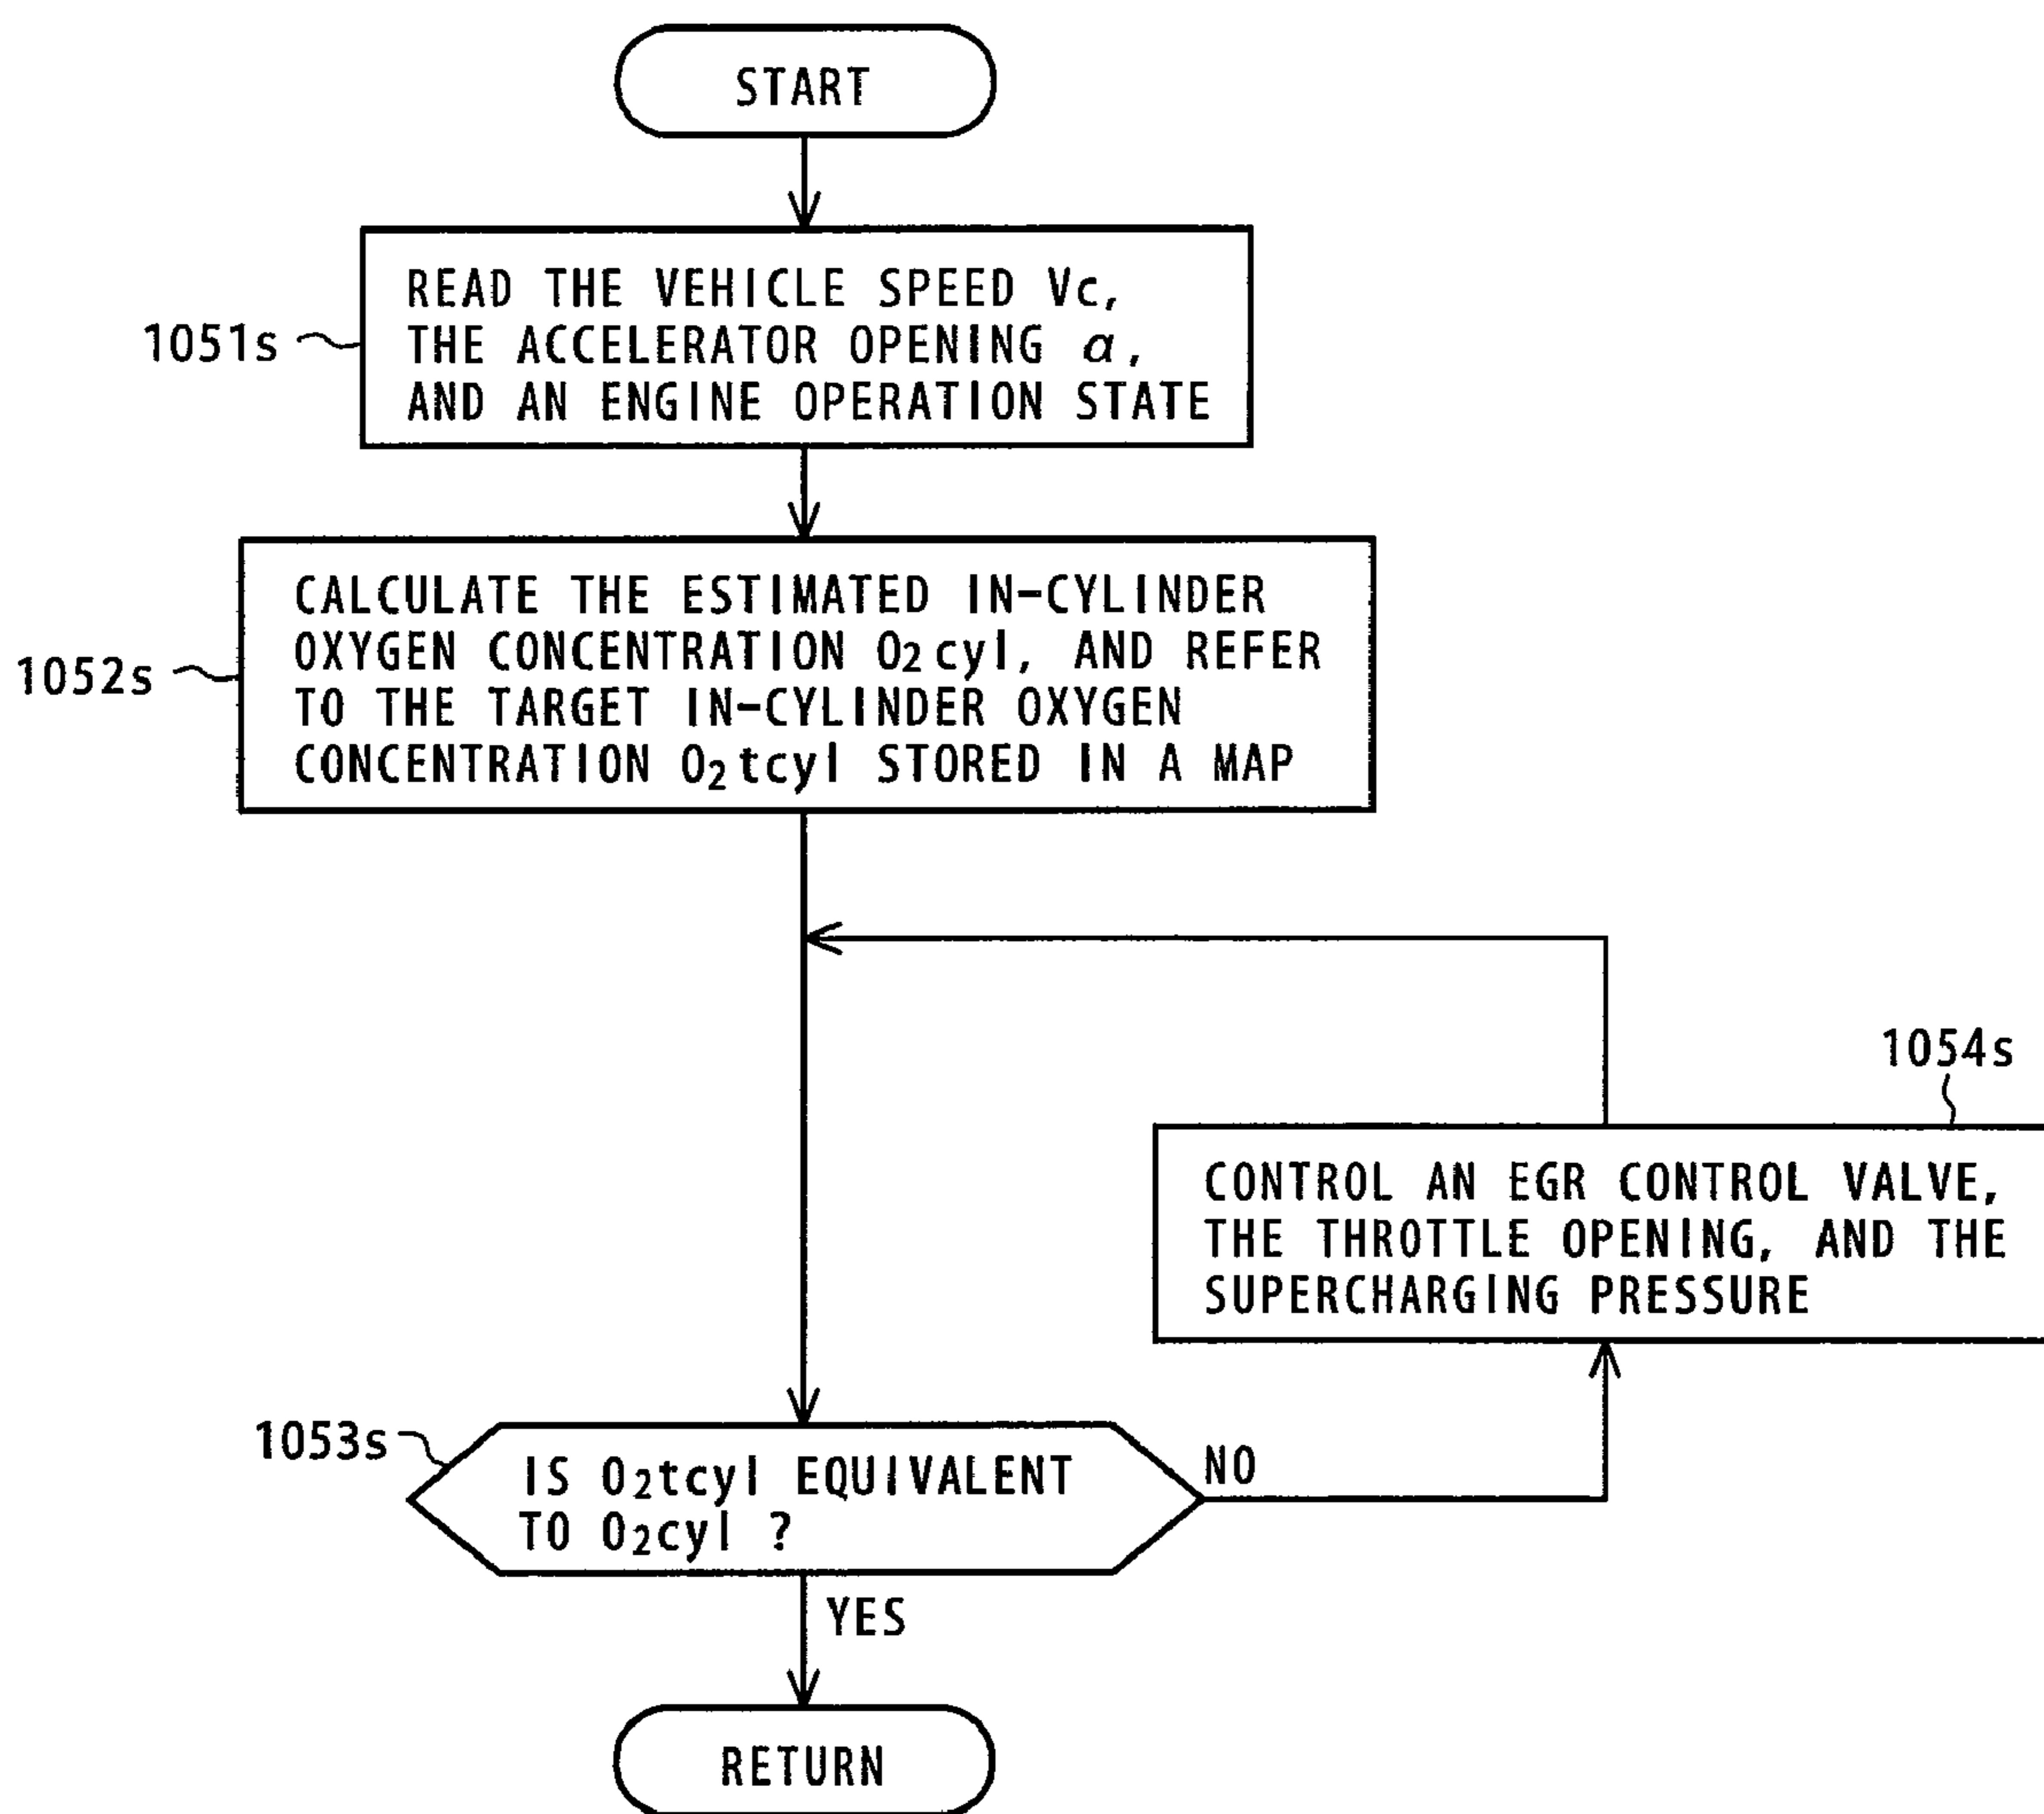 START
1051s
READ THE VEHICLE SPEED Vc,
THE ACCELERATOR OPENING α,
AND AN ENGINE OPERATION STATE
1052s
CALCULATE THE ESTIMATED IN-CYLINDER
OXYGEN CONCENTRATION O₂cyl, AND REFER
TO THE TARGET IN-CYLINDER OXYGEN
CONCENTRATION O₂tcyl STORED IN A MAP
1054s
CONTROL AN EGR CONTROL VALVE,
THE THROTTLE OPENING, AND THE
SUPERCHARGING PRESSURE
1053s
IS O₂tcyl EQUIVALENT
TO O₂cyl ?
NO
YES
RETURN